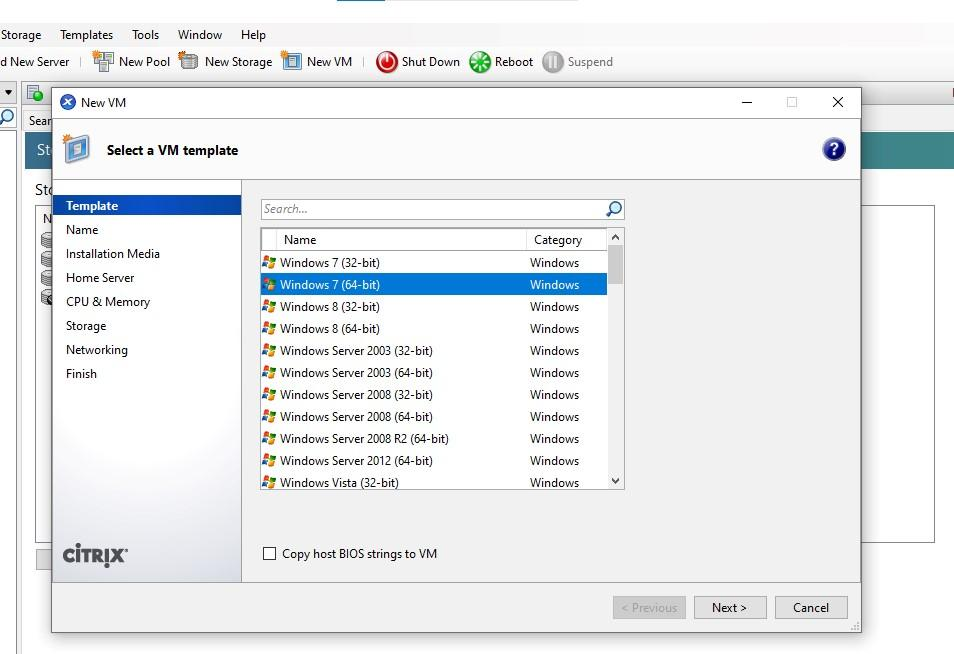 Storage Templates Tools Window Help
d New Server New Pool New Storage New VM Shut Down Reboot Suspend
New VM
Sear
Select a VM template
?
St
Sto
N
Template
Name
Installation Media
Home Server
CPU & Memory
Storage
Networking
Finish
CİTRIX
Search...
Name Category
Windows 7 (32-bit) Windows
Windows 7 (64-bit) Windows
Windows 8 (32-bit) Windows
Windows 8 (64-bit) Windows
Windows Server 2003 (32-bit) Windows
Windows Server 2003 (64-bit) Windows
Windows Server 2008 (32-bit) Windows
Windows Server 2008 (64-bit) Windows
Windows Server 2008 R2 (64-bit) Windows
Windows Server 2012 (64-bit) Windows
Windows Vista (32-bit) Windows
Copy host BIOS strings to VM
< Previous Next > Cancel